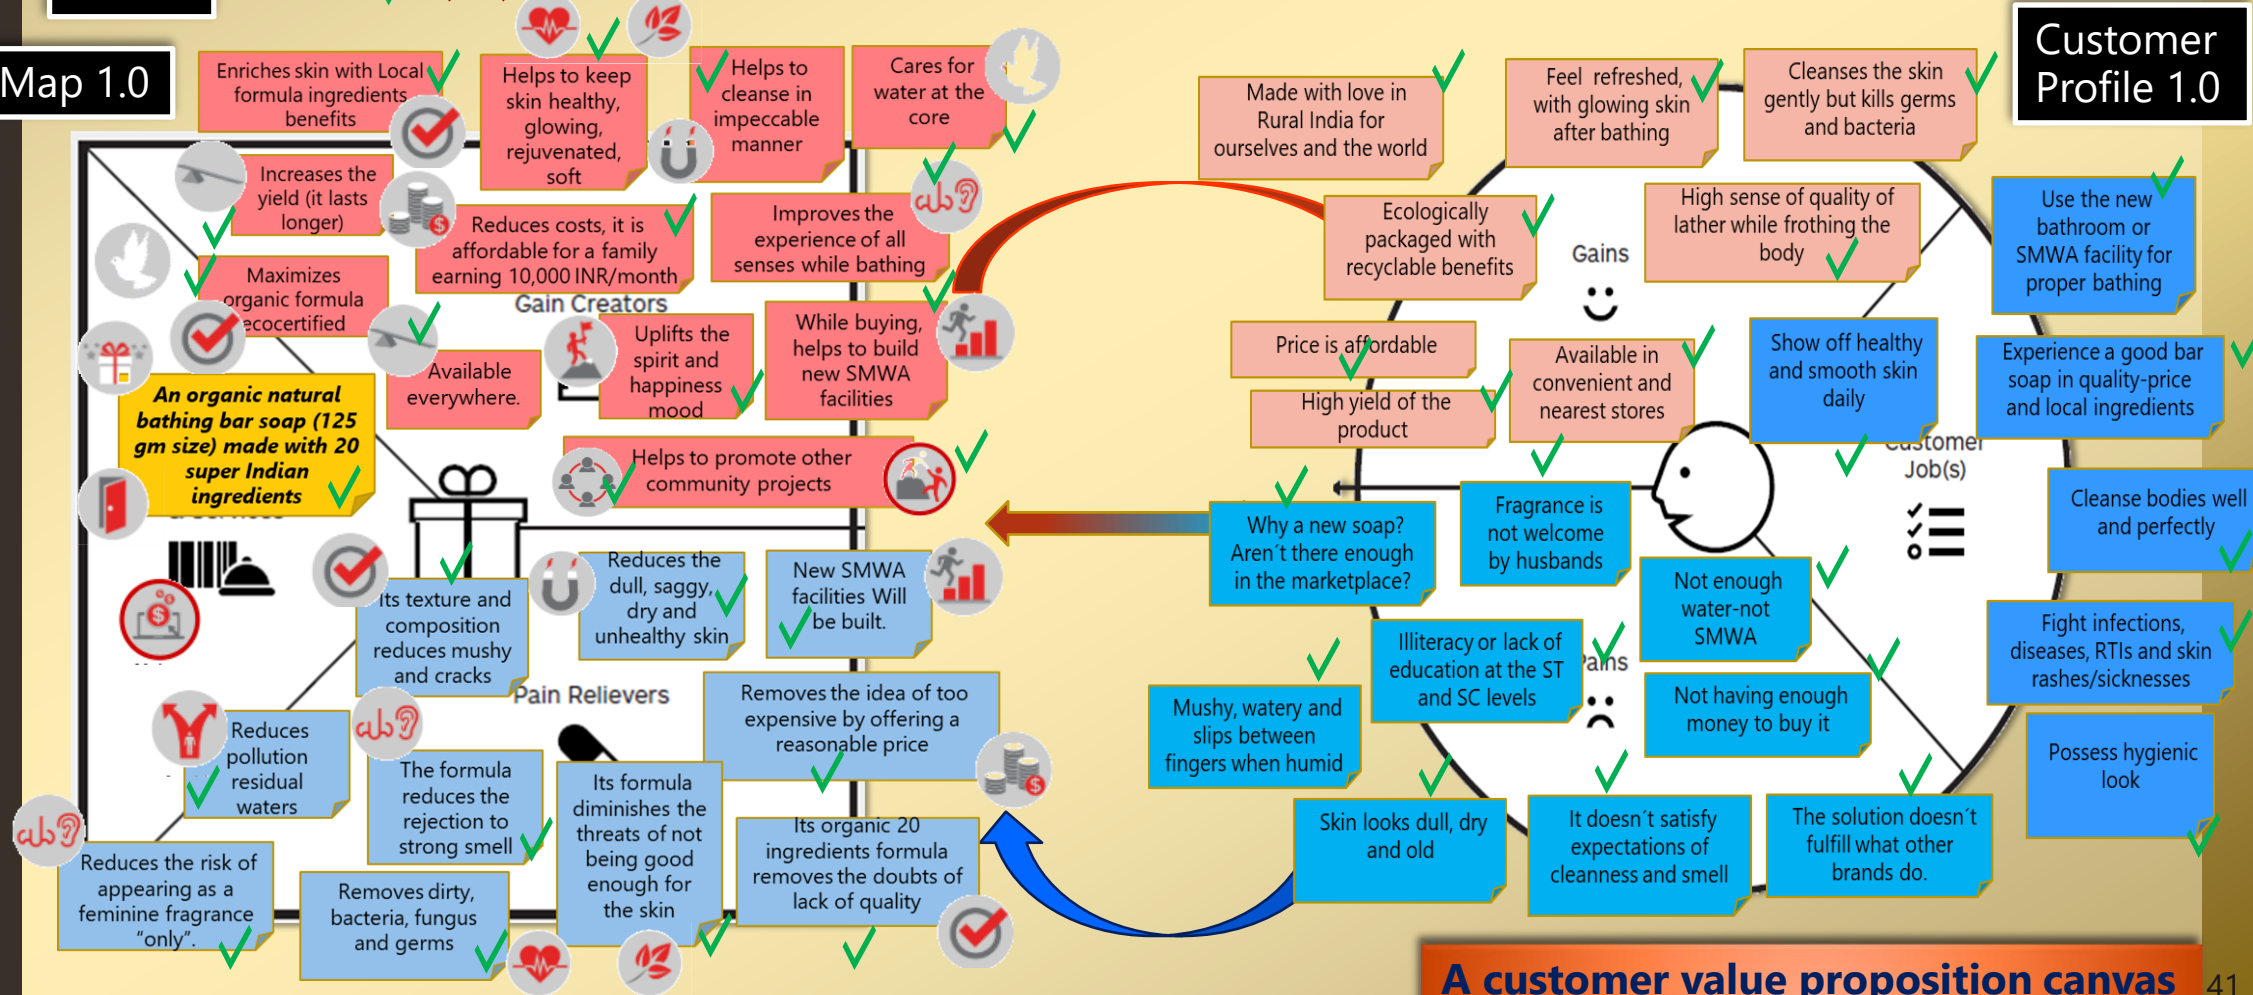 Map 1.0
Enriches skin with Local
formula ingredients
benefits
Helps to keep
skin healthy,
glowing,
rejuvenated,
soft
Helps to
cleanse in
impeccable
manner
Cares for
water at the
core
Increases the
yield (it lasts
longer)
Reduces costs, it is
affordable for a family
earning 10,000 INR/month
Improves the
experience of all
senses while bathing
Maximizes
organic formula
ecocertified
Gain Creators
Available
everywhere.
Uplifts the
spirit and
happiness
mood
While buying,
helps to build
new SMWA
facilities
Helps to promote other
community projects
An organic natural
bathing bar soap (125
gm size) made with 20
super Indian
ingredients
& Services
Its texture and
composition
reduces mushy
and cracks
Reduces the
dull, saggy,
dry and
unhealthy skin
New SMWA
facilities Will
be built.
Pain Relievers
Removes the idea of too
expensive by offering a
reasonable price
Reduces
pollution
residual
waters
The formula
reduces the
rejection to
strong smell
Its formula
diminishes the
threats of not
being good
enough for
the skin
Its organic 20
ingredients formula
removes the doubts of
lack of quality
Reduces the risk of
appearing as a
feminine fragrance
“only”.
Removes dirty,
bacteria, fungus
and germs
Customer
Profile 1.0
Made with love in
Rural India for
ourselves and the world
Feel refreshed,
with glowing skin
after bathing
Cleanses the skin
gently but kills germs
and bacteria
Ecologically
packaged with
recyclable benefits
Gains
High sense of quality of
lather while frothing the
body
Price is affordable
High yield of the
product
Available in
convenient and
nearest stores
Use the new
bathroom or
SMWA facility for
proper bathing
Show off healthy
and smooth skin
daily
Experience a good bar
soap in quality-price
and local ingredients
Customer
Job(s)
Cleanse bodies well
and perfectly
Fight infections,
diseases, RTIs and skin
rashes/sicknesses
Possess hygienic
look
Why a new soap?
Aren´t there enough
in the marketplace?
Fragrance is
not welcome
by husbands
Not enough
water-not
SMWA
Illiteracy or lack of
education at the ST
and SC levels
Pains
Mushy, watery and
slips between
fingers when humid
Not having enough
money to buy it
Skin looks dull, dry
and old
It doesn´t satisfy
expectations of
cleanness and smell
The solution doesn´t
fulfill what other
brands do.
A customer value proposition canvas
41